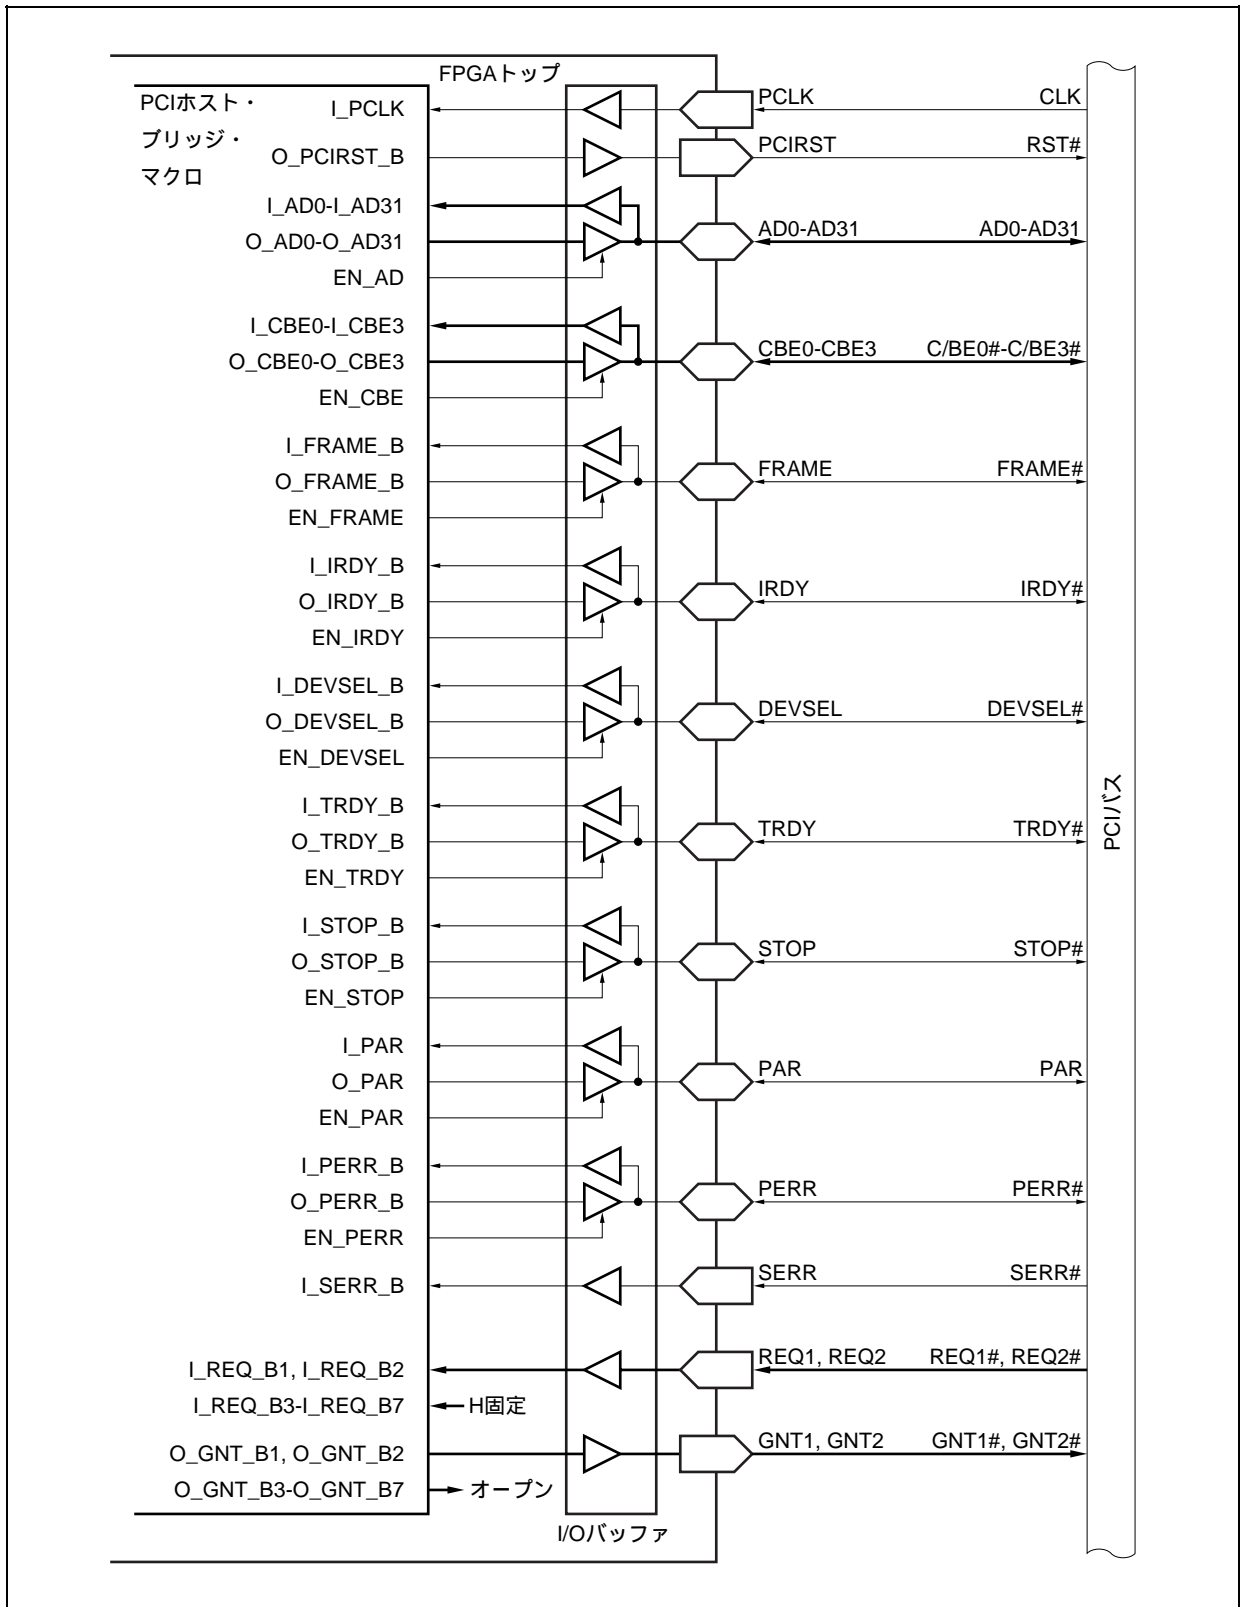 FPGAトップ
PCIホスト・
ブリッジ・
マクロ
I_PCLK PCLK CLK
O_PCIRST_B PCIRST RST#
I_AD0-I_AD31
O_AD0-O_AD31 AD0-AD31 AD0-AD31
EN_AD
I_CBE0-I_CBE3
O_CBE0-O_CBE3 CBE0-CBE3 C/BE0#-C/BE3#
EN_CBE
I_FRAME_B
O_FRAME_B FRAME FRAME#
EN_FRAME
I_IRDY_B
O_IRDY_B IRDY IRDY#
EN_IRDY
I_DEVSEL_B
O_DEVSEL_B DEVSEL DEVSEL#
EN_DEVSEL
I_TRDY_B
O_TRDY_B TRDY TRDY#
EN_TRDY
PCIバス
I_STOP_B
O_STOP_B STOP STOP#
EN_STOP
I_PAR
O_PAR PAR PAR
EN_PAR
I_PERR_B
O_PERR_B PERR PERR#
EN_PERR
I_SERR_B SERR SERR#
I_REQ_B1, I_REQ_B2 REQ1, REQ2 REQ1#, REQ2#
I_REQ_B3-I_REQ_B7 H固定
O_GNT_B1, O_GNT_B2 GNT1, GNT2 GNT1#, GNT2#
O_GNT_B3-O_GNT_B7 オープン
I/Oバッファ